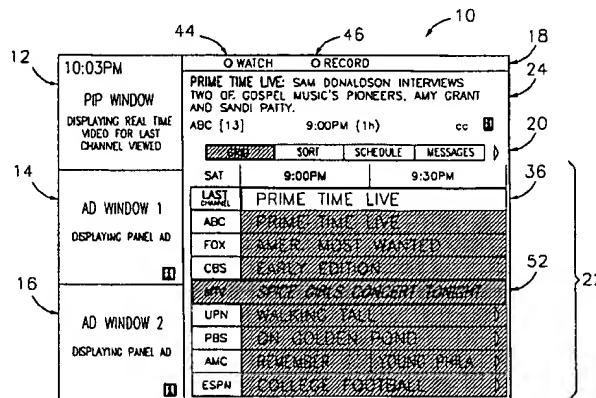 44
46
10
12
18
10:03PM
WATCH RECORD
24
PIP WINDOW
DISPLAYING REAL TIME
VIDEO FOR LAST
CHANNEL VIEWED
PRIME TIME LIVE: SAM DONALDSON INTERVIEWS
TWO OF GOSPEL MUSIC'S PIONEERS, AMY GRANT
AND SANDI PATTY.
ABC [13] 9:00PM (1h) cc
20
GRID SORT SCHEDULE MESSAGES
14
SAT 9:00PM 9:30PM
36
AD WINDOW 1
DISPLAYING PANEL AD
LAST CHANNEL PRIME TIME LIVE
ABC PRIME TIME LIVE
FOX AMER. MOST WANTED
CBS EARLY EDITION
52
16
MTV SPICE GIRLS CONCERT TONIGHT
AD WINDOW 2
DISPLAYING PANEL AD
UPN WALKING TALL
PBS ON GOLDEN POND
AMC REMEMBER YOUNG PHILA.
ESPN COLLEGE FOOTBALL